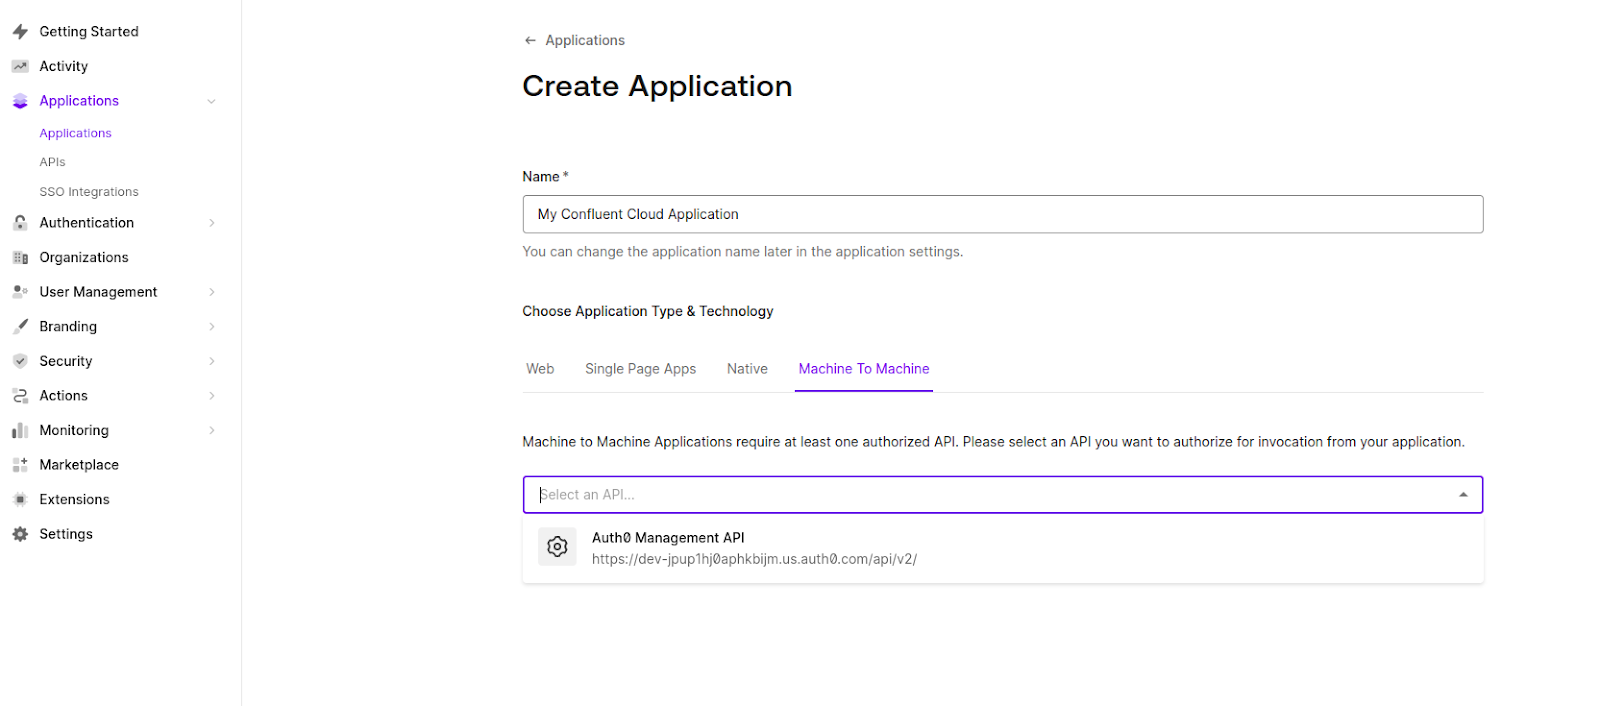 Getting Started
Activity
Applications
Applications
APIs
SSO Integrations
Authentication
Organizations
User Management
Branding
Security
Actions
Monitoring
Marketplace
Extensions
Settings
← Applications
Create Application
Name *
My Confluent Cloud Application
You can change the application name later in the application settings.
Choose Application Type & Technology
Web Single Page Apps Native Machine To Machine
Machine to Machine Applications require at least one authorized API. Please select an API you want to authorize for invocation from your application.
Select an API...
Auth0 Management API
https://dev-jpup1hj0aphkbijm.us.auth0.com/api/v2/